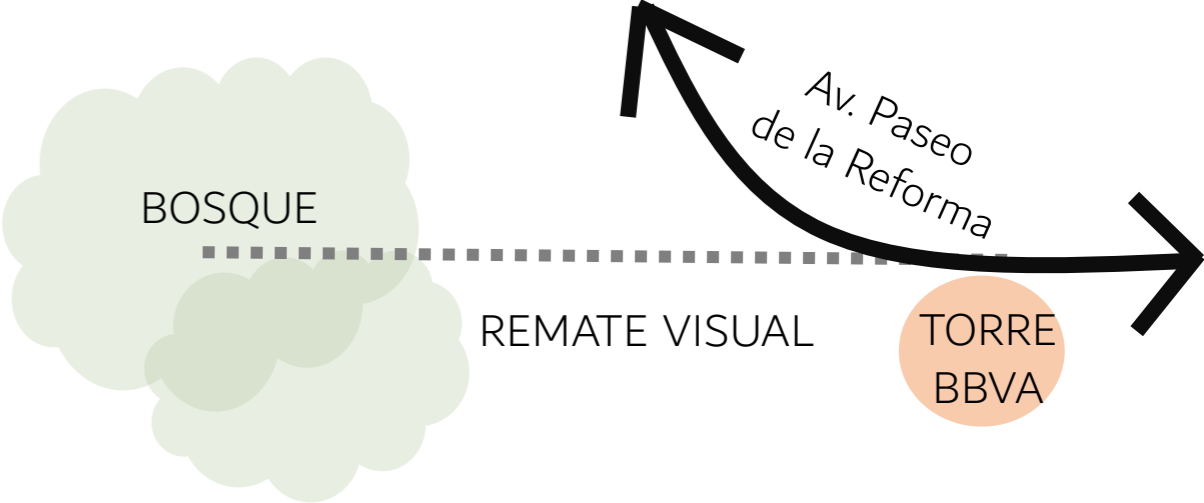 Av. Paseo
de la Reforma
BOSQUE
REMATE VISUAL
TORRE
BBVA